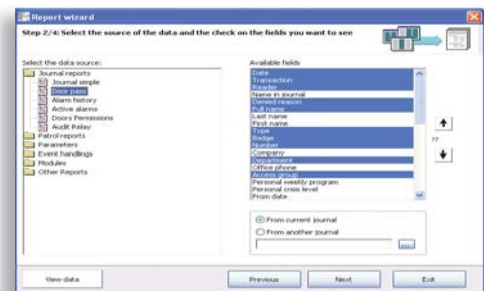 Report wizard
Step 2/4: Select the source of the data and the check on the fields you want to see
Select the data source:
Journal reports
Journal simple
Door pass
Alarm history
Active alarms
Doors Permissions
Audit Relay
Patrol reports
Parameters
Event handlings
Modules
Other Reports
Available fields
Date
Transaction
Reader
Name in journal
Denied reason
Full name
Last name
First name
Type
Badge
Number
Company
Department
Office phone
Access group
Personal weekly program
Personal crisis level
From date
From current journal
From another journal
...
View data
Previous
Next
Exit